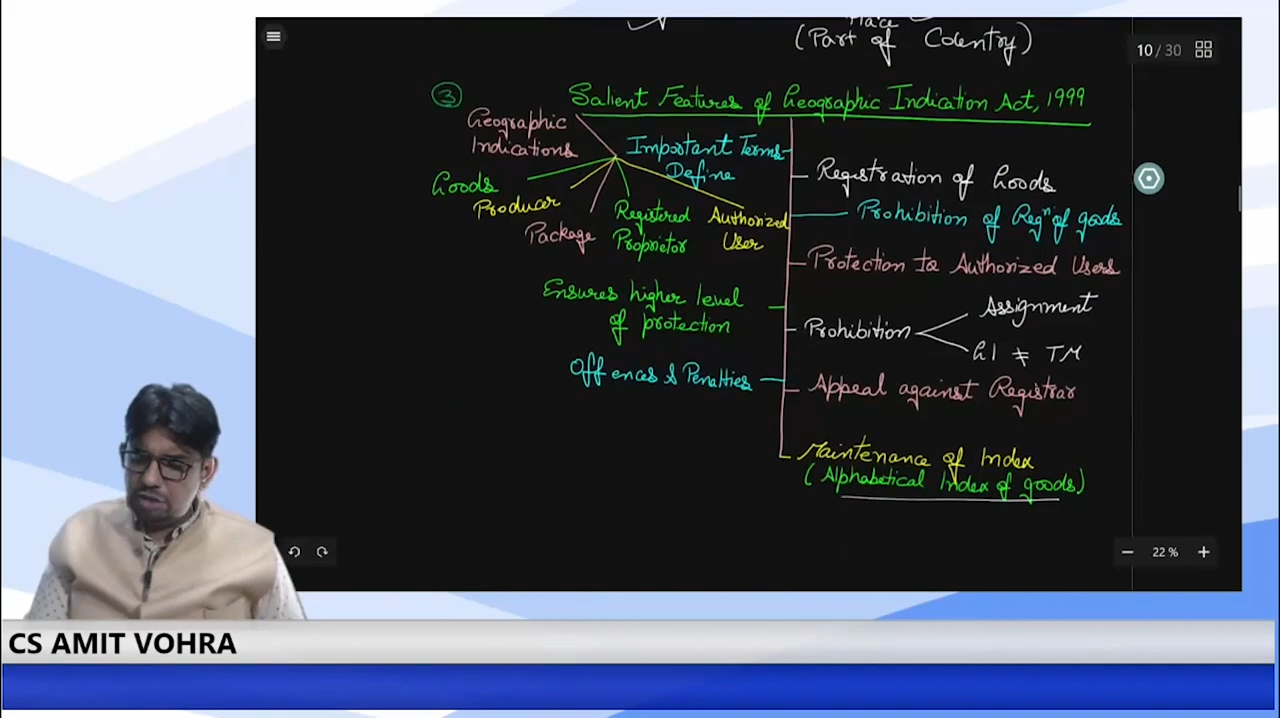 Place
(Part of Coentry)
10 / 30
③ Salient Features of Geographic Indication Act, 1999
Geographic
Indications
Important Terms
Define
Goods
Producer
Package
Registered
Proprietor
Authorized
User
Ensures higher level
of protection
Offences & Penalties
Registration of Goods
Prohibition of Regⁿ of goods
Protection to Authorized Users
Prohibition
Assignment
GI ≠ TM
Appeal against Registrar
Maintenance of Index
(Alphabetical Index of goods)
22 %
CS AMIT VOHRA